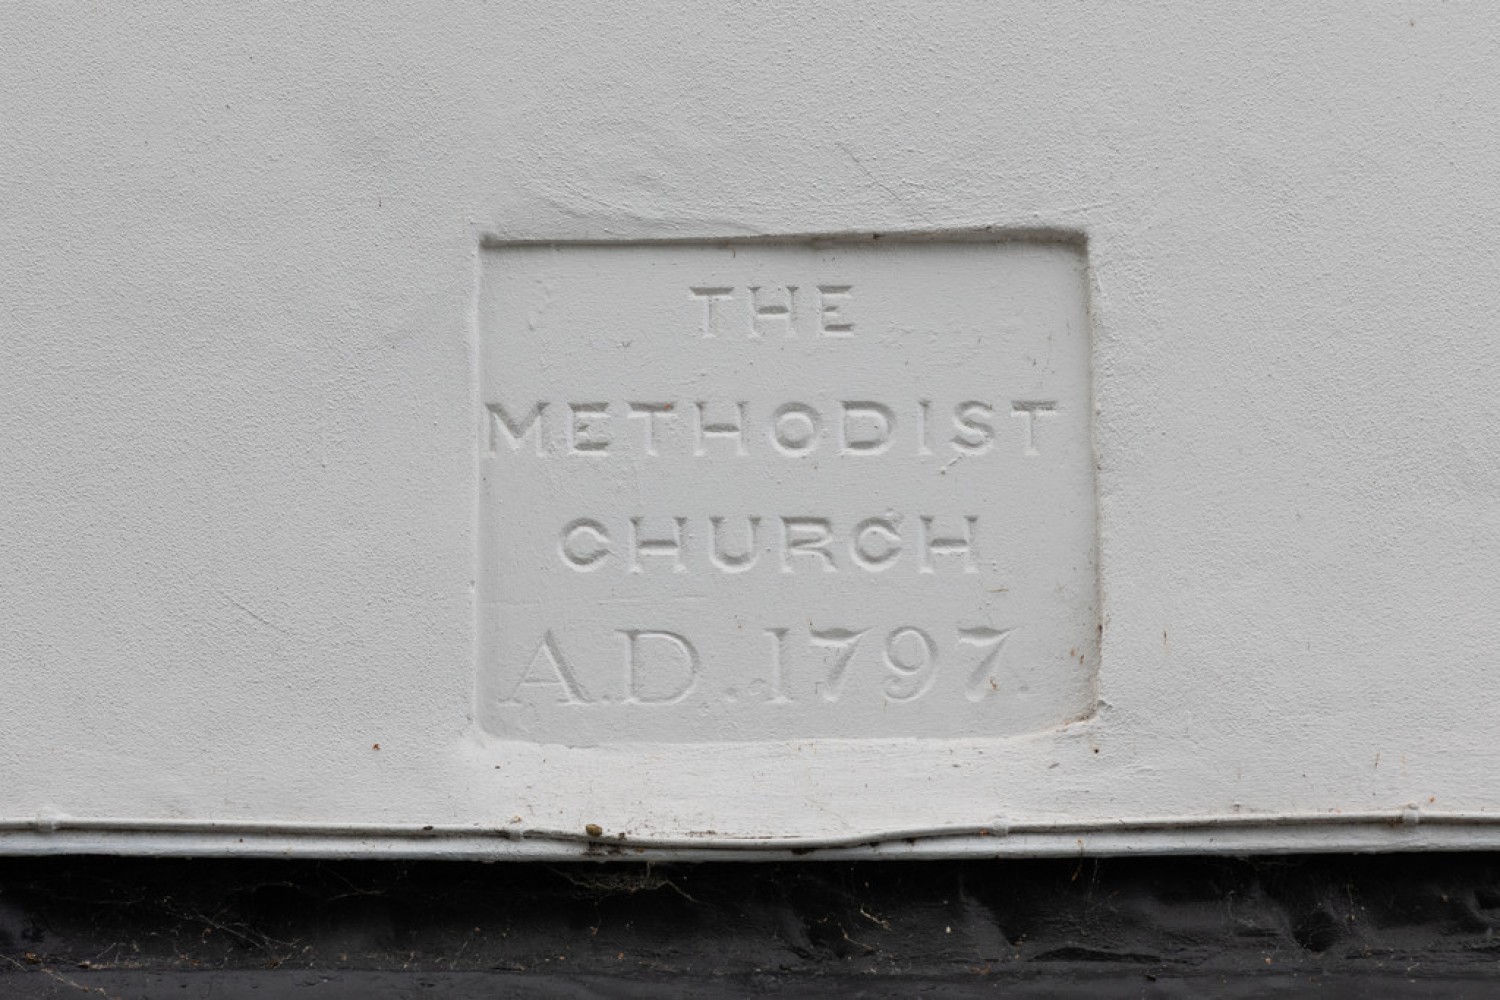 THE
METHODIST
CHURCH
A.D. 1797.